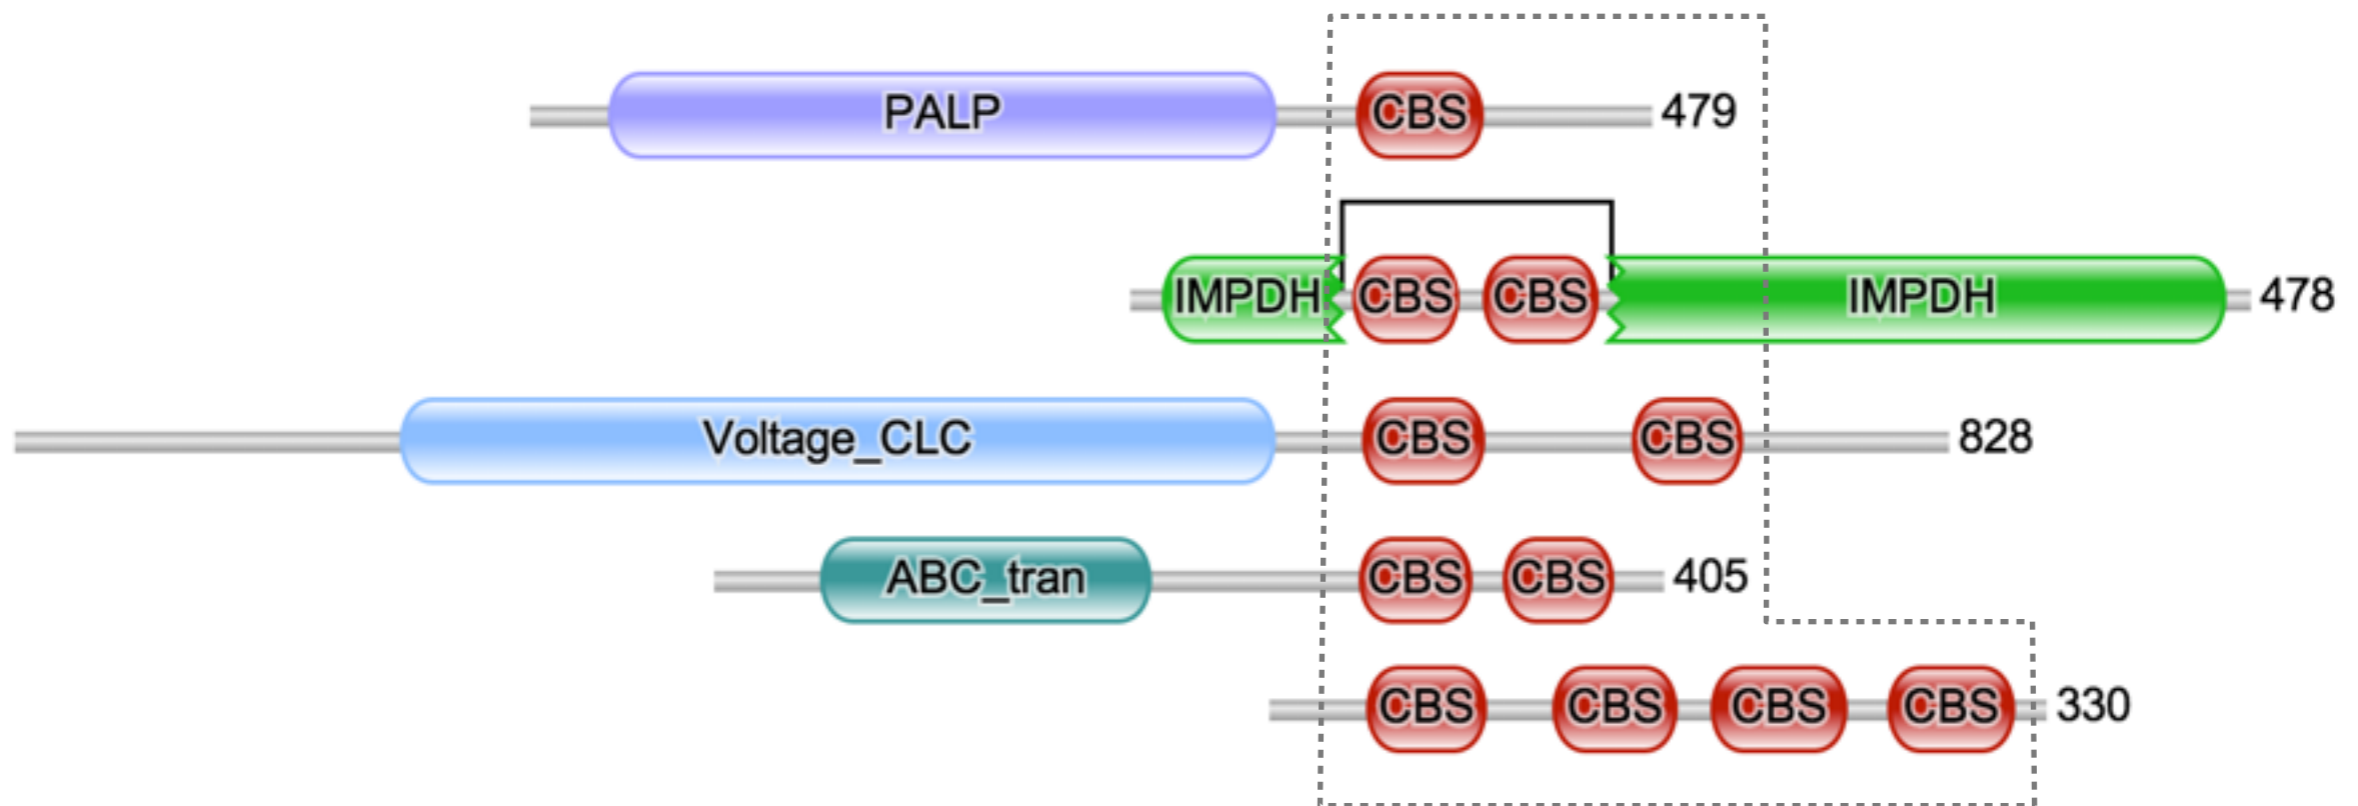 PALP CBS 479
IMPDH CBS CBS IMPDH 478
Voltage_CLC CBS CBS 828
ABC_tran CBS CBS 405
CBS CBS CBS CBS 330